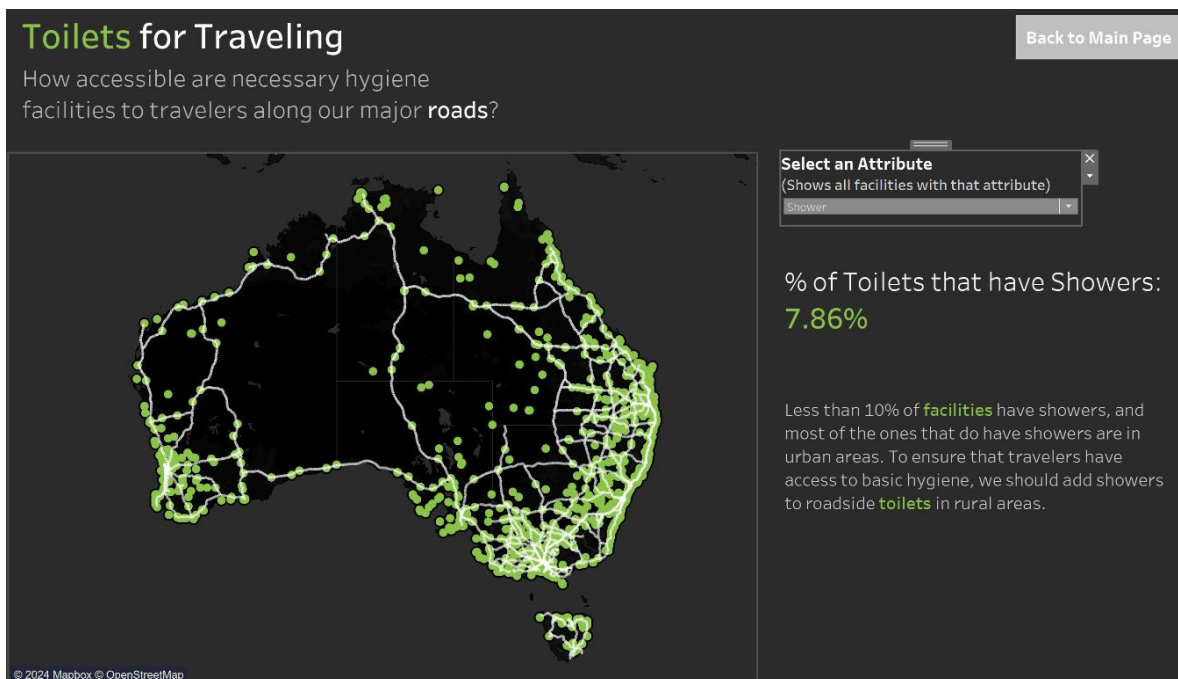 Toilets for Traveling
Back to Main Page
How accessible are necessary hygiene
facilities to travelers along our major roads?
Select an Attribute
(Shows all facilities with that attribute)
Shower
% of Toilets that have Showers:
7.86%
Less than 10% of facilities have showers, and
most of the ones that do have showers are in
urban areas. To ensure that travelers have
access to basic hygiene, we should add showers
to roadside toilets in rural areas.
© 2024 Mapbox © OpenStreetMap